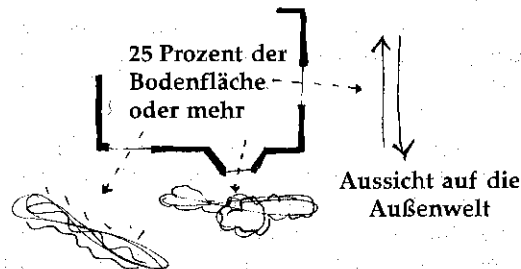 25 Prozent der
Bodenfläche
oder mehr
Aussicht auf die
Außenwelt